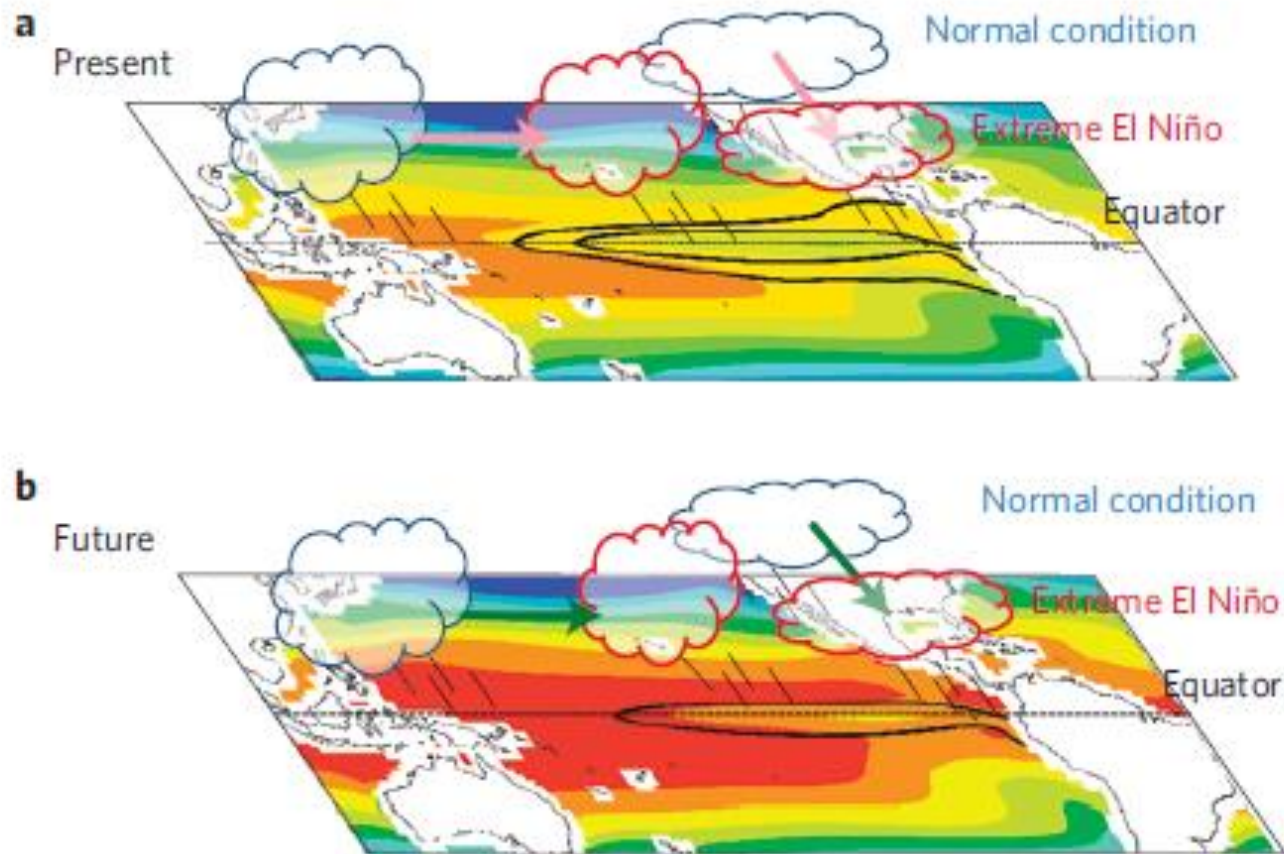 a
Present
Normal condition
Extreme El Niño
Equator
b
Future
Normal condition
Extreme El Niño
Equator